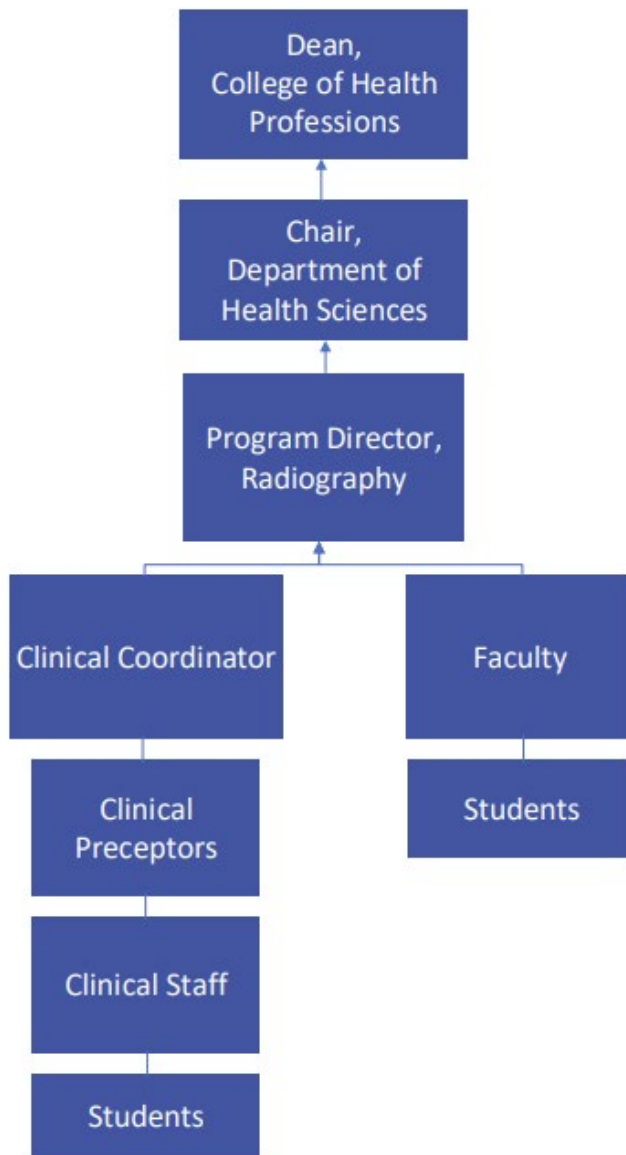 Dean,
College of Health
Professions
Chair,
Department of
Health Sciences
Program Director,
Radiography
Clinical Coordinator
Faculty
Clinical
Preceptors
Students
Clinical Staff
Students